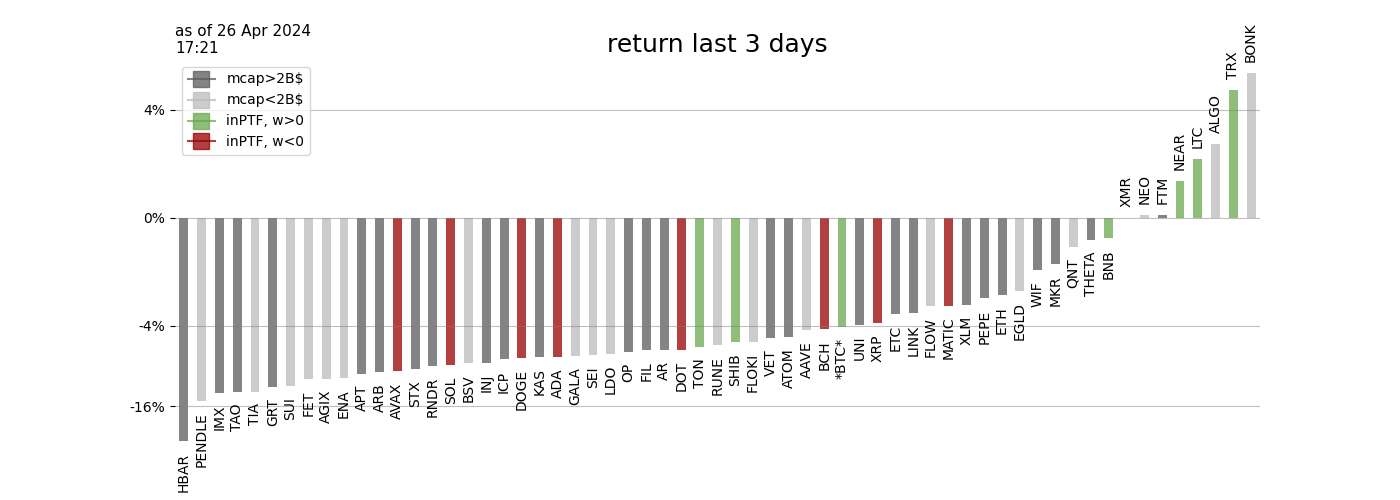 as of 26 Apr 2024
17:21
return last 3 days
mcap>2B$
mcap<2B$
inPTF, w>0
inPTF, w<0
4%
0%
-4%
-16%
HBAR
PENDLE
IMX
TAO
TIA
GRT
SUI
FET
AGIX
ENA
APT
ARB
AVAX
STX
RNDR
SOL
BSV
INJ
ICP
DOGE
KAS
ADA
GALA
SEI
LDO
OP
FIL
AR
DOT
TON
RUNE
SHIB
FLOKI
VET
ATOM
AAVE
BCH
*BTC*
UNI
XRP
ETC
LINK
FLOW
MATIC
XLM
PEPE
ETH
EGLD
WIF
MKR
QNT
THETA
BNB
XMR
NEO
FTM
NEAR
LTC
ALGO
TRX
BONK